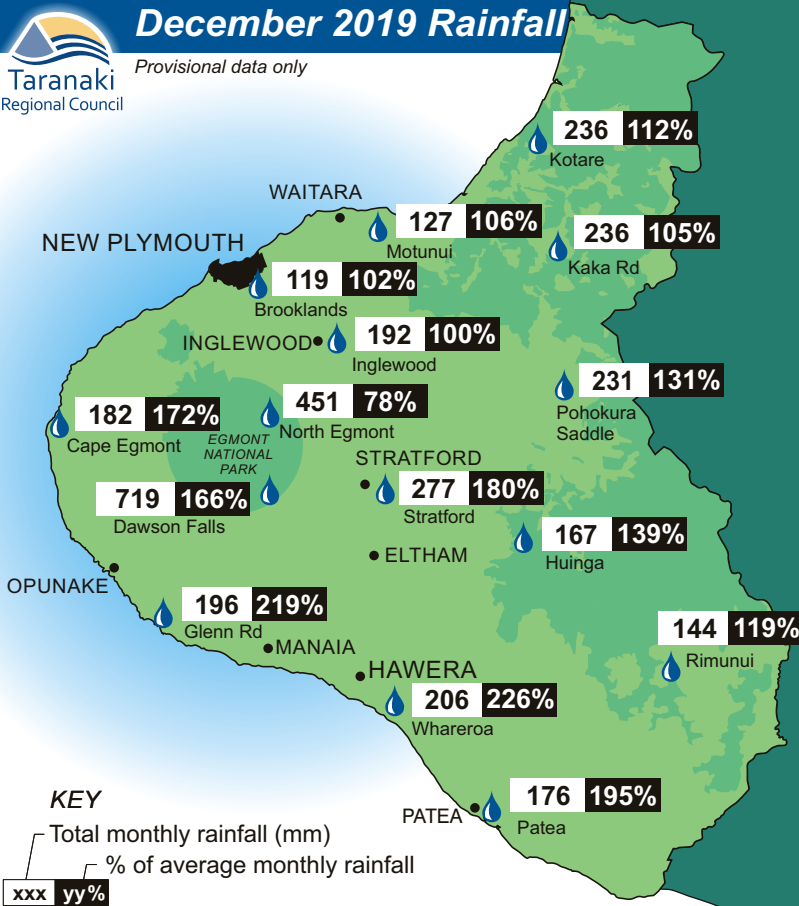 December 2019 Rainfall
Provisional data only
Taranaki
Regional Council
236 112%
Kotare
WAITARA
127 106%
Motunui
236 105%
Kaka Rd
NEW PLYMOUTH
119 102%
Brooklands
INGLEWOOD
192 100%
Inglewood
231 131%
Pohokura
Saddle
182 172%
Cape Egmont
451 78%
North Egmont
EGMONT
NATIONAL
PARK
STRATFORD
277 180%
Stratford
719 166%
Dawson Falls
167 139%
Huinga
ELTHAM
OPUNAKE
196 219%
Glenn Rd
MANAIA
144 119%
Rimunui
HAWERA
206 226%
Whareroa
176 195%
Patea
PATEA
KEY
Total monthly rainfall (mm)
% of average monthly rainfall
xxx yy%